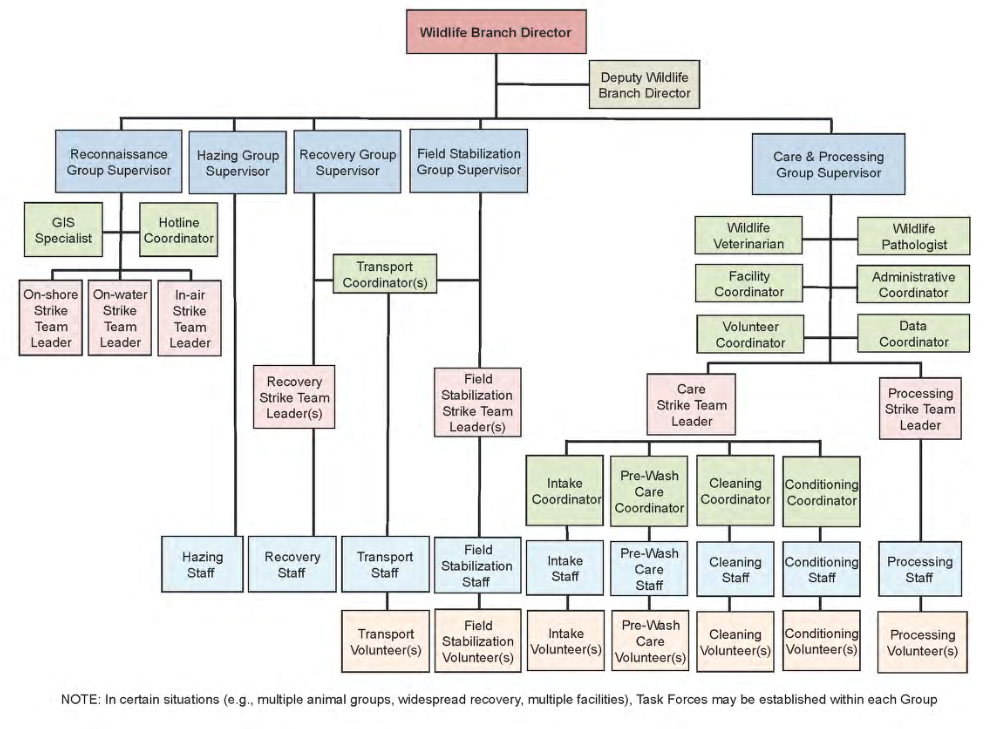 Wildlife Branch Director
Deputy Wildlife
Branch Director
Reconnaissance
Group Supervisor
Hazing Group
Supervisor
Recovery Group
Supervisor
Field Stabilization
Group Supervisor
Care & Processing
Group Supervisor
GIS
Specialist
Hotline
Coordinator
Wildlife
Veterinarian
Wildlife
Pathologist
Transport
Coordinator(s)
Facility
Coordinator
Administrative
Coordinator
On-shore
Strike
Team
Leader
On-water
Strike
Team
Leader
In-air
Strike
Team
Leader
Volunteer
Coordinator
Data
Coordinator
Recovery
Strike Team
Leader(s)
Field
Stabilization
Strike Team
Leader(s)
Care
Strike Team
Leader
Processing
Strike Team
Leader
Intake
Coordinator
Pre-Wash
Care
Coordinator
Cleaning
Coordinator
Conditioning
Coordinator
Hazing
Staff
Recovery
Staff
Transport
Staff
Field
Stabilization
Staff
Intake
Staff
Pre-Wash
Care
Staff
Cleaning
Staff
Conditioning
Staff
Processing
Staff
Transport
Volunteer(s)
Field
Stabilization
Volunteer(s)
Intake
Volunteer(s)
Pre-Wash
Care
Volunteer(s)
Cleaning
Volunteer(s)
Conditioning
Volunteer(s)
Processing
Volunteer(s)
NOTE: In certain situations (e.g., multiple animal groups, widespread recovery, multiple facilities), Task Forces may be established within each Group